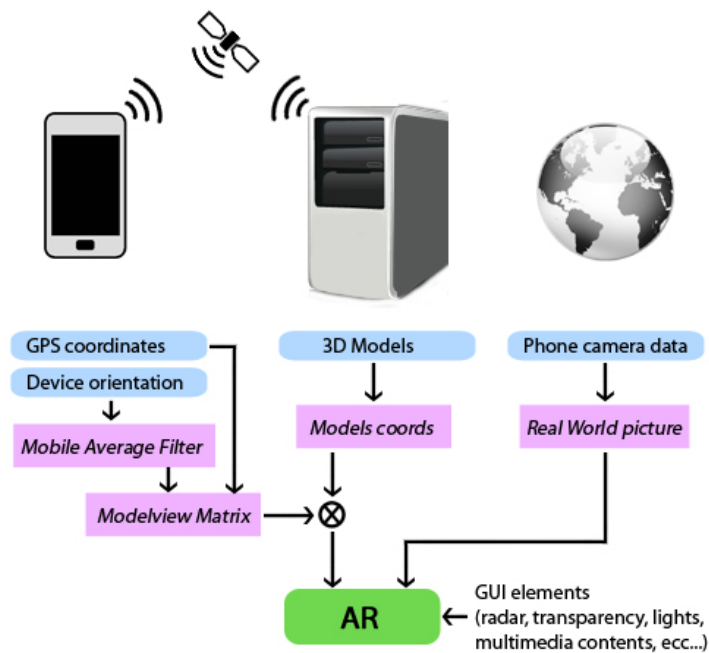 GPS coordinates
Device orientation
Mobile Average Filter
Modelview Matrix
3D Models
Models coords
Phone camera data
Real World picture
AR
GUI elements
(radar, transparency, lights,
multimedia contents, ecc...)